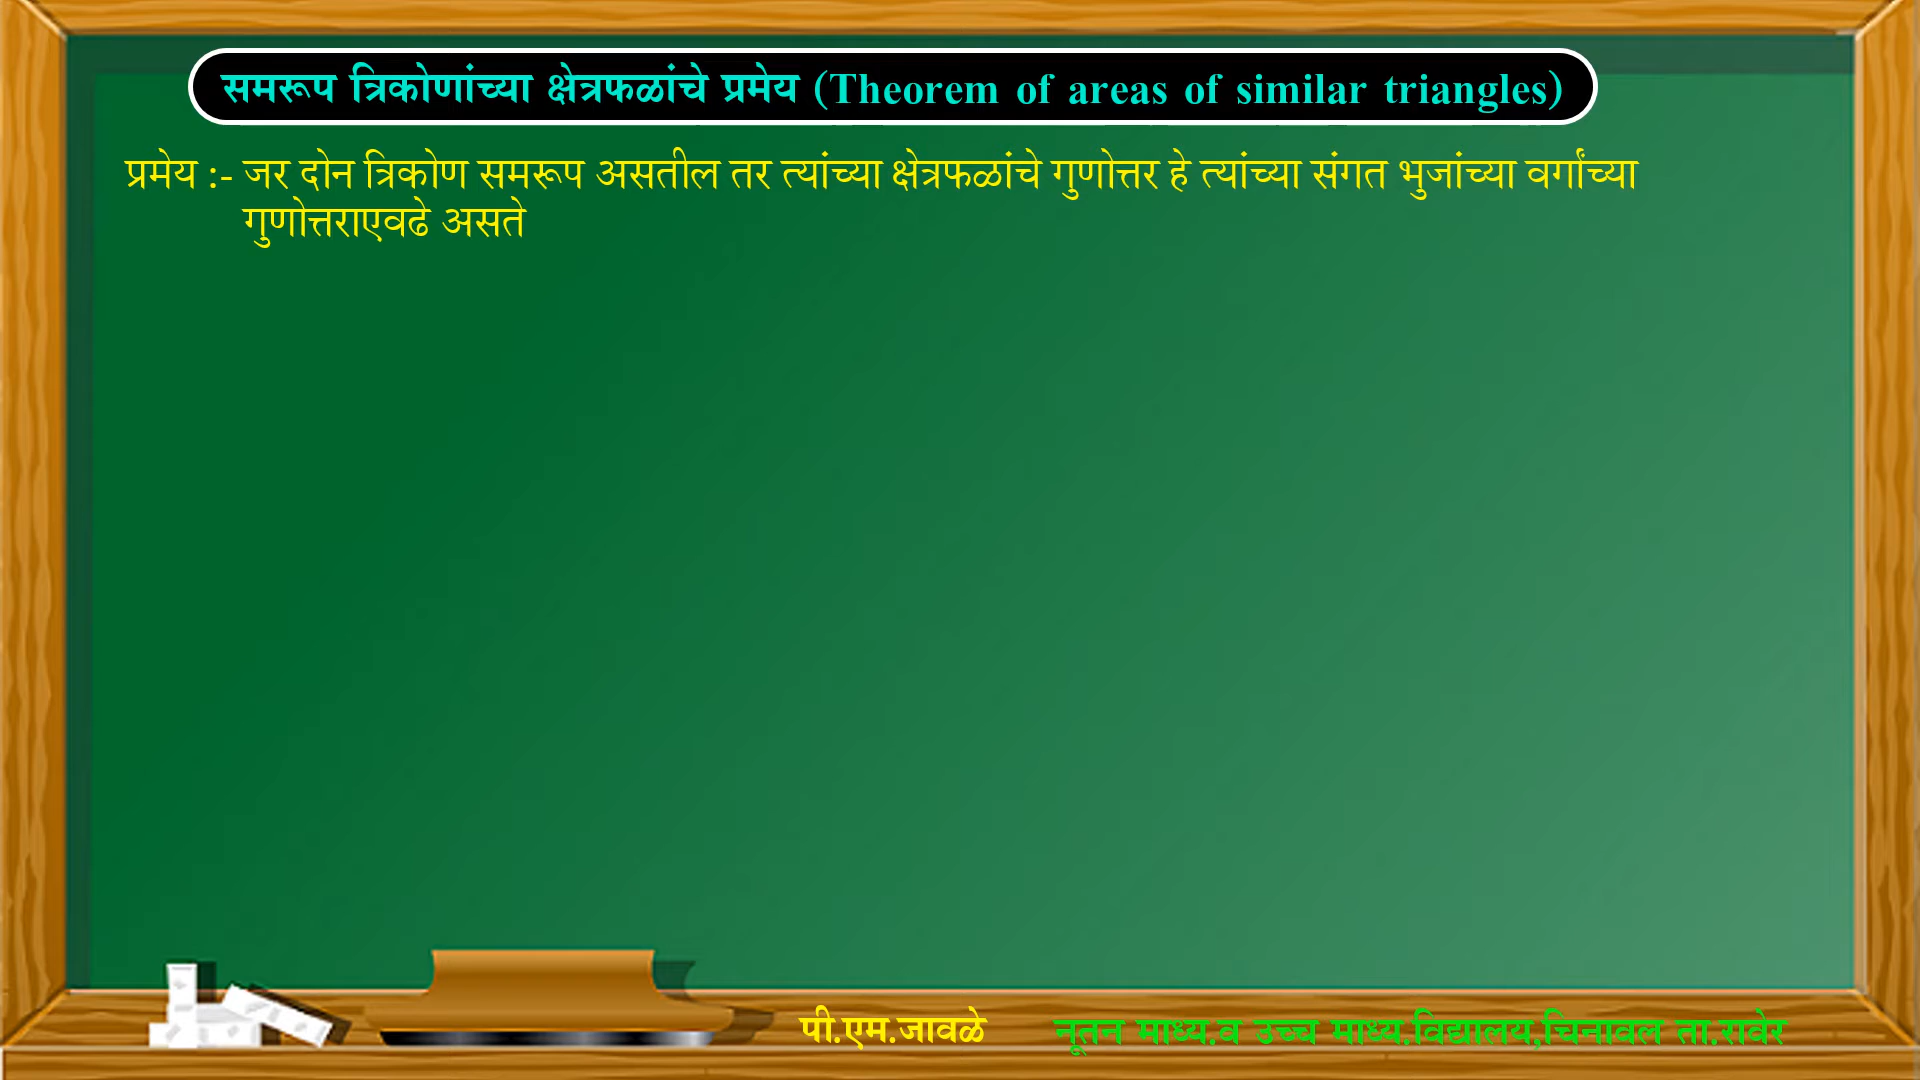 समरूप त्रिकोणांच्या क्षेत्रफळांचे प्रमेय (Theorem of areas of similar triangles)
प्रमेय :- जर दोन त्रिकोण समरूप असतील तर त्यांच्या क्षेत्रफळांचे गुणोत्तर हे त्यांच्या संगत भुजांच्या वर्गांच्या
गुणोत्तराएवढे असते
पी.एम.जावळे नूतन माध्य.व उच्च माध्य.विद्यालय,चिनावल ता.रावेर